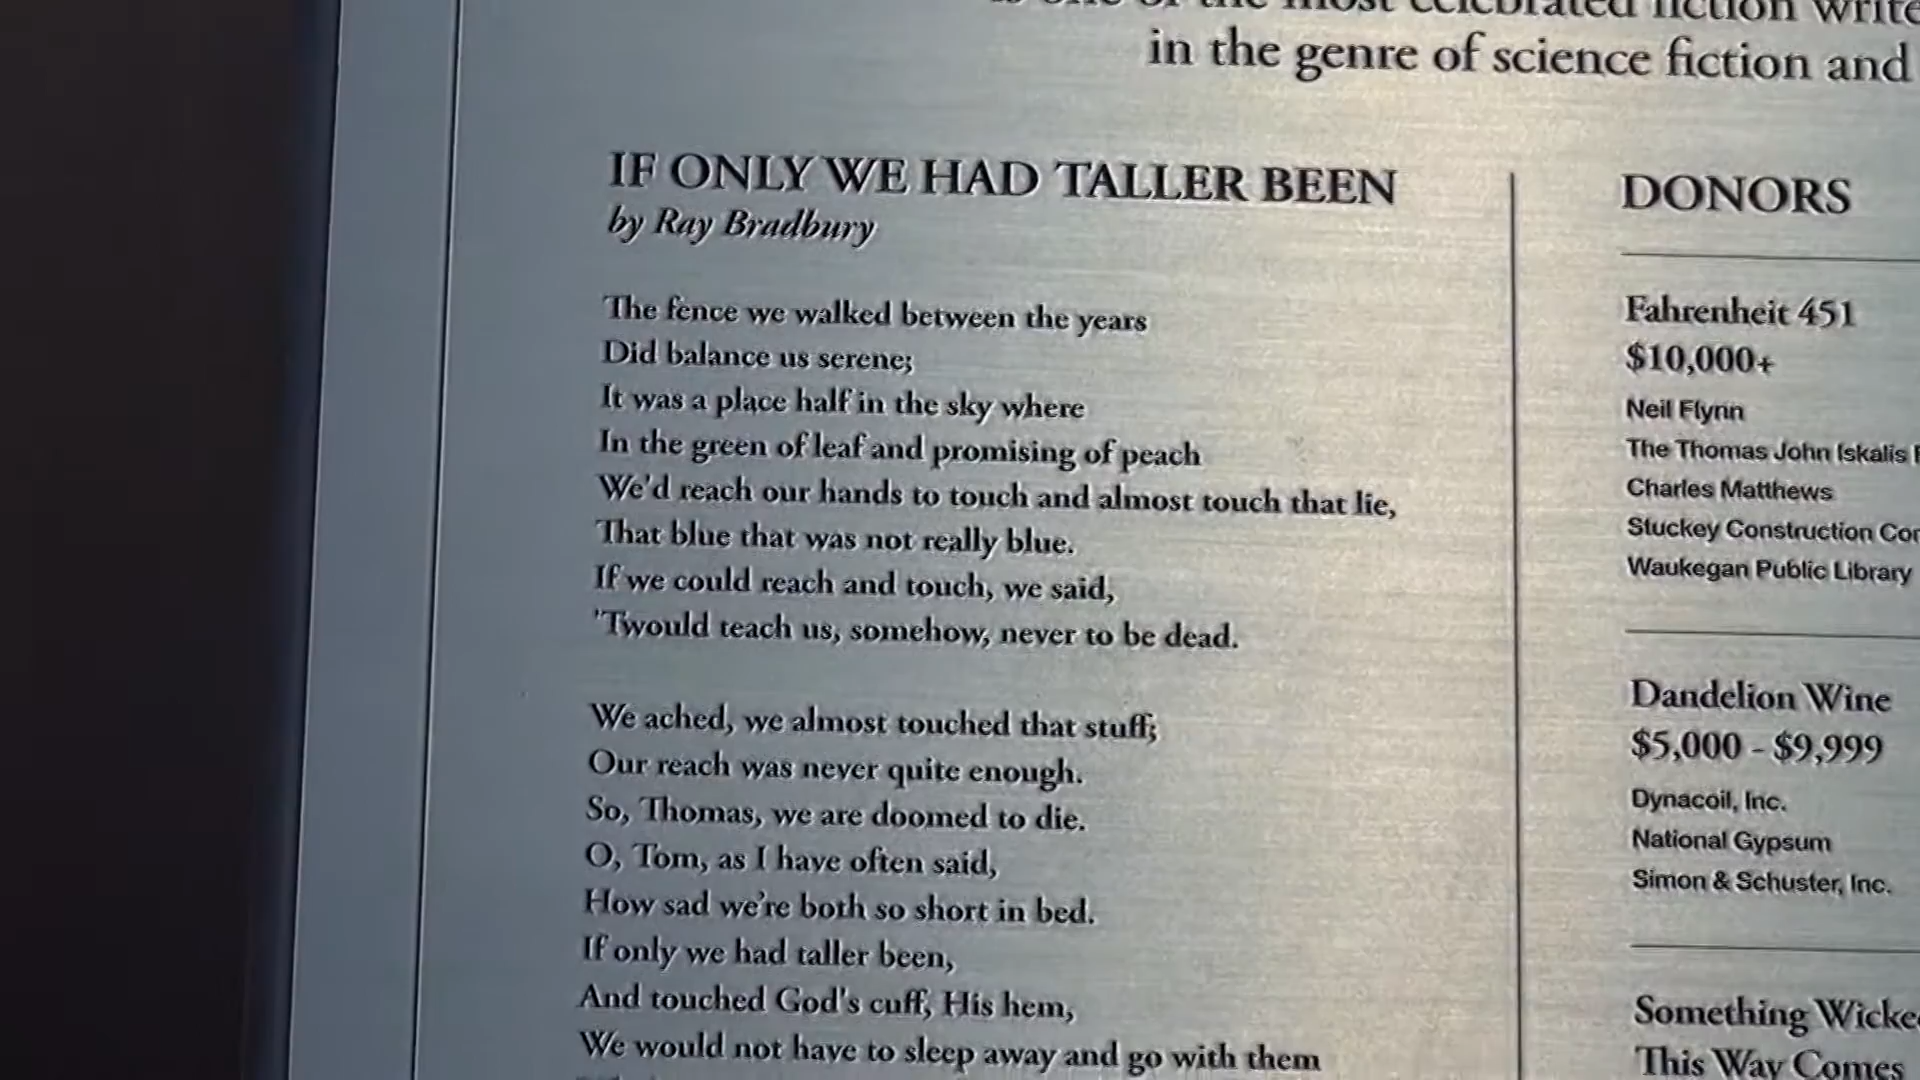 one of the most celebrated fiction
in the genre of science fiction and
IF ONLY WE HAD TALLER BEEN
by Ray Bradbury
The fence we walked between the years
Did balance us serene;
It was a place half in the sky where
In the green of leaf and promising of peach
We'd reach our hands to touch and almost touch that lie,
That blue that was not really blue.
If we could reach and touch, we said,
'Twould teach us, somehow, never to be dead.
We ached, we almost touched that stuff;
Our reach was never quite enough.
So, Thomas, we are doomed to die.
O, Tom, as I have often said,
How sad we're both so short in bed.
If only we had taller been,
And touched God's cuff, His hem,
We would not have to sleep away and go with them
DONORS
Fahrenheit 451
$10,000+
Neil Flynn
The Thomas John Iskalis
Charles Matthews
Stuckey Construction
Waukegan Public Library
Dandelion Wine
$5,000 - $9,999
Dynacoil, Inc.
National Gypsum
Simon & Schuster, Inc.
Something
This Way Comes